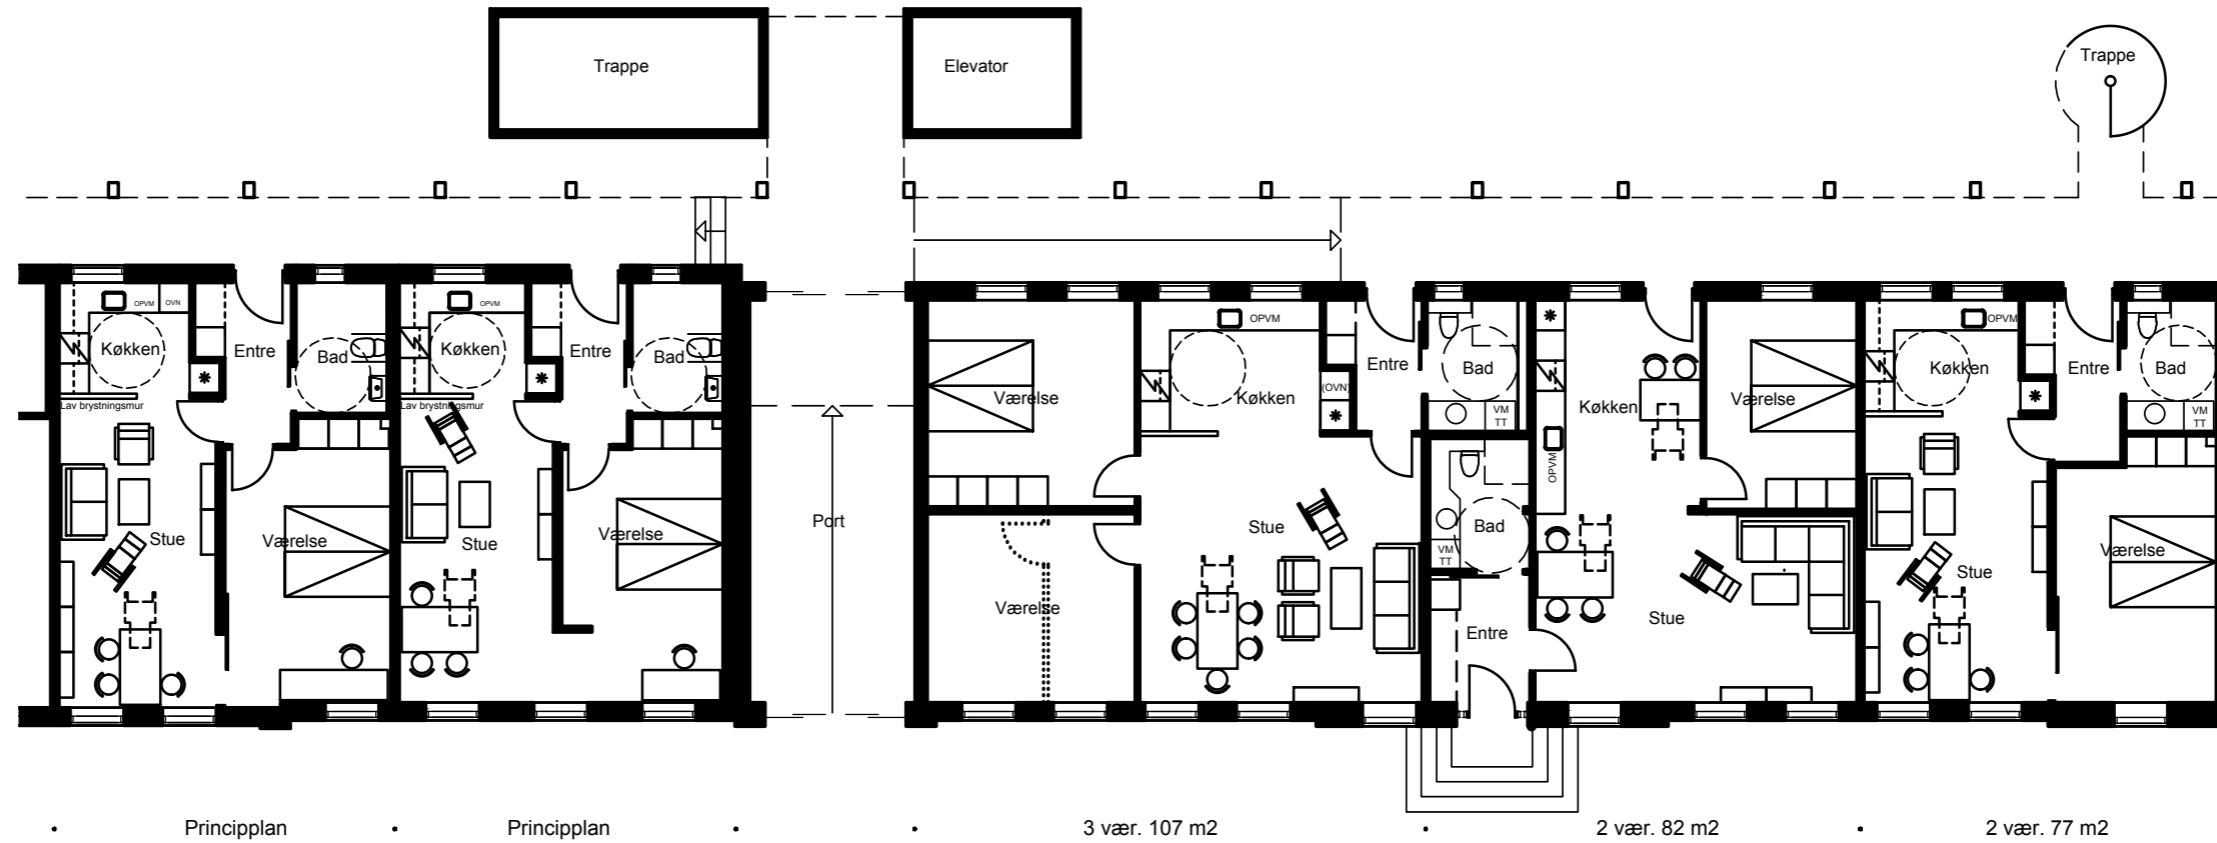 Trappe
Elevator
Trappe
OPVM
OVN
OPVM
OPVM
OPVM
Køkken
Entre
Bad
Køkken
Entre
Bad
Entre
Bad
Køkken
Entre
Bad
(OVN)
Lav brystningsmur
Lav brystningsmur
Værelse
Køkken
Køkken
Værelse
VM
TT
VM
TT
OPVM
Stue
Værelse
Stue
Værelse
Port
Stue
Bad
VM
TT
Værelse
Stue
Værelse
Entre
Stue
Principplan
Principplan
3 vær. 107 m2
2 vær. 82 m2
2 vær. 77 m2